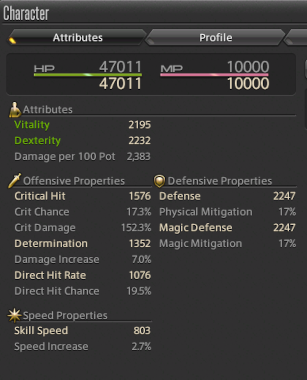 Character
Attributes Profile
HP 47011 MP 10000
47011 10000
Attributes
Vitality 2195
Dexterity 2232
Damage per 100 Pot 2,383
Offensive Properties
Critical Hit 1576
Crit Chance 17.3%
Crit Damage 152.3%
Determination 1352
Damage Increase 7.0%
Direct Hit Rate 1076
Direct Hit Chance 19.5%
Defensive Properties
Defense 2247
Physical Mitigation 17%
Magic Defense 2247
Magic Mitigation 17%
Speed Properties
Skill Speed 803
Speed Increase 2.7%